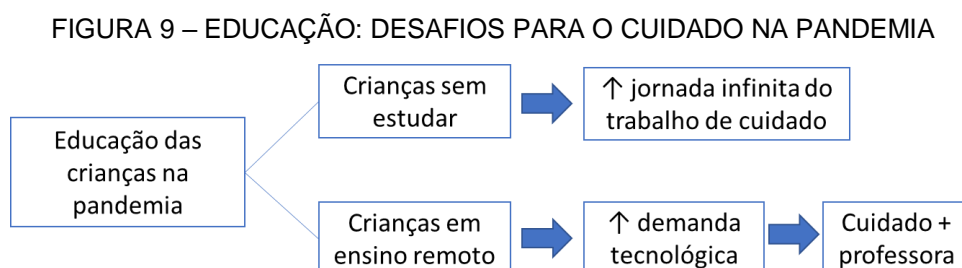 FIGURA 9 – EDUCAÇÃO: DESAFIOS PARA O CUIDADO NA PANDEMIA
Educação das
crianças na
pandemia
Crianças sem
estudar
↑ jornada infinita do
trabalho de cuidado
Crianças em
ensino remoto
↑ demanda
tecnológica
Cuidado +
professora